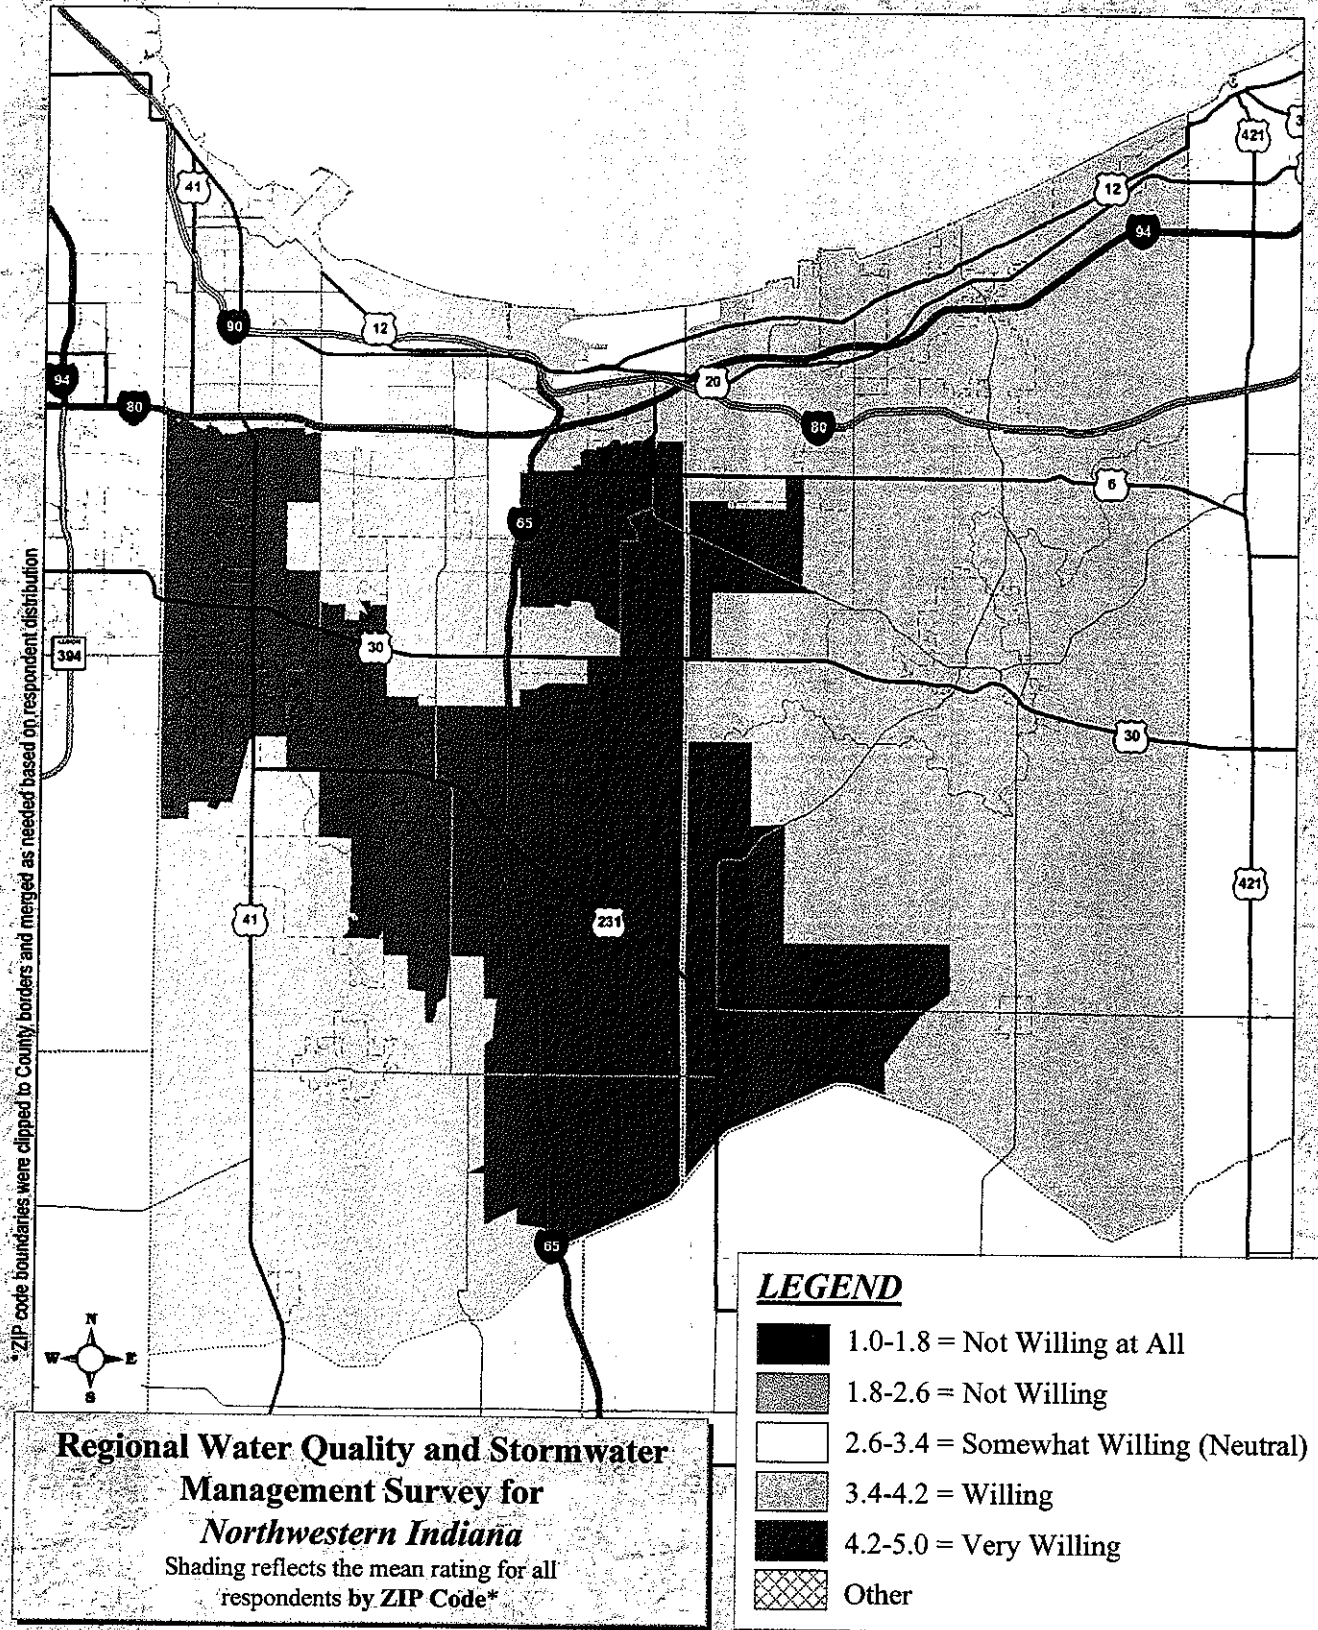 421
3
12
41
94
90
12
94
20
80
80
6
65
30
ILLINOIS
394
30
421
41
231
65
*ZIP code boundaries were clipped to County borders and merged as needed based on respondent distribution
N
W E
S
LEGEND
1.0-1.8 = Not Willing at All
1.8-2.6 = Not Willing
2.6-3.4 = Somewhat Willing (Neutral)
3.4-4.2 = Willing
4.2-5.0 = Very Willing
Other
Regional Water Quality and Stormwater
Management Survey for
Northwestern Indiana
Shading reflects the mean rating for all
respondents by ZIP Code*